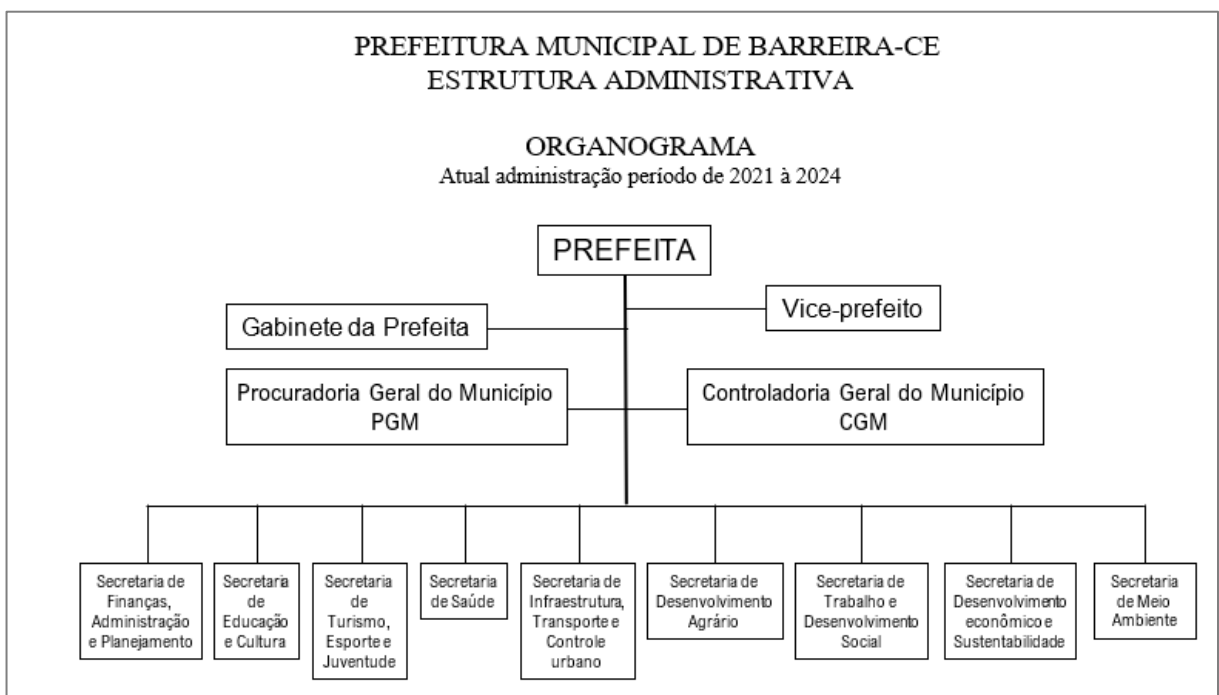 PREFEITURA MUNICIPAL DE BARREIRA-CE
ESTRUTURA ADMINISTRATIVA
ORGANOGRAMA
Atual administração período de 2021 à 2024
PREFEITA
Gabinete da Prefeita
Vice-prefeito
Procuradoria Geral do Município
PGM
Controladoria Geral do Município
CGM
Secretaria de
Finanças,
Administração
e Planejamento
Secretaria
de
Educação
e Cultura
Secretaria
de
Turismo,
Esporte e
Juventude
Secretaria
de Saúde
Secretaria de
Infraestrutura,
Transporte e
Controle
urbano
Secretaria de
Desenvolvimento
Agrário
Secretaria de
Trabalho e
Desenvolvimento
Social
Secretaria de
Desenvolvimento
econômico e
Sustentabilidade
Secretaria
de Meio
Ambiente